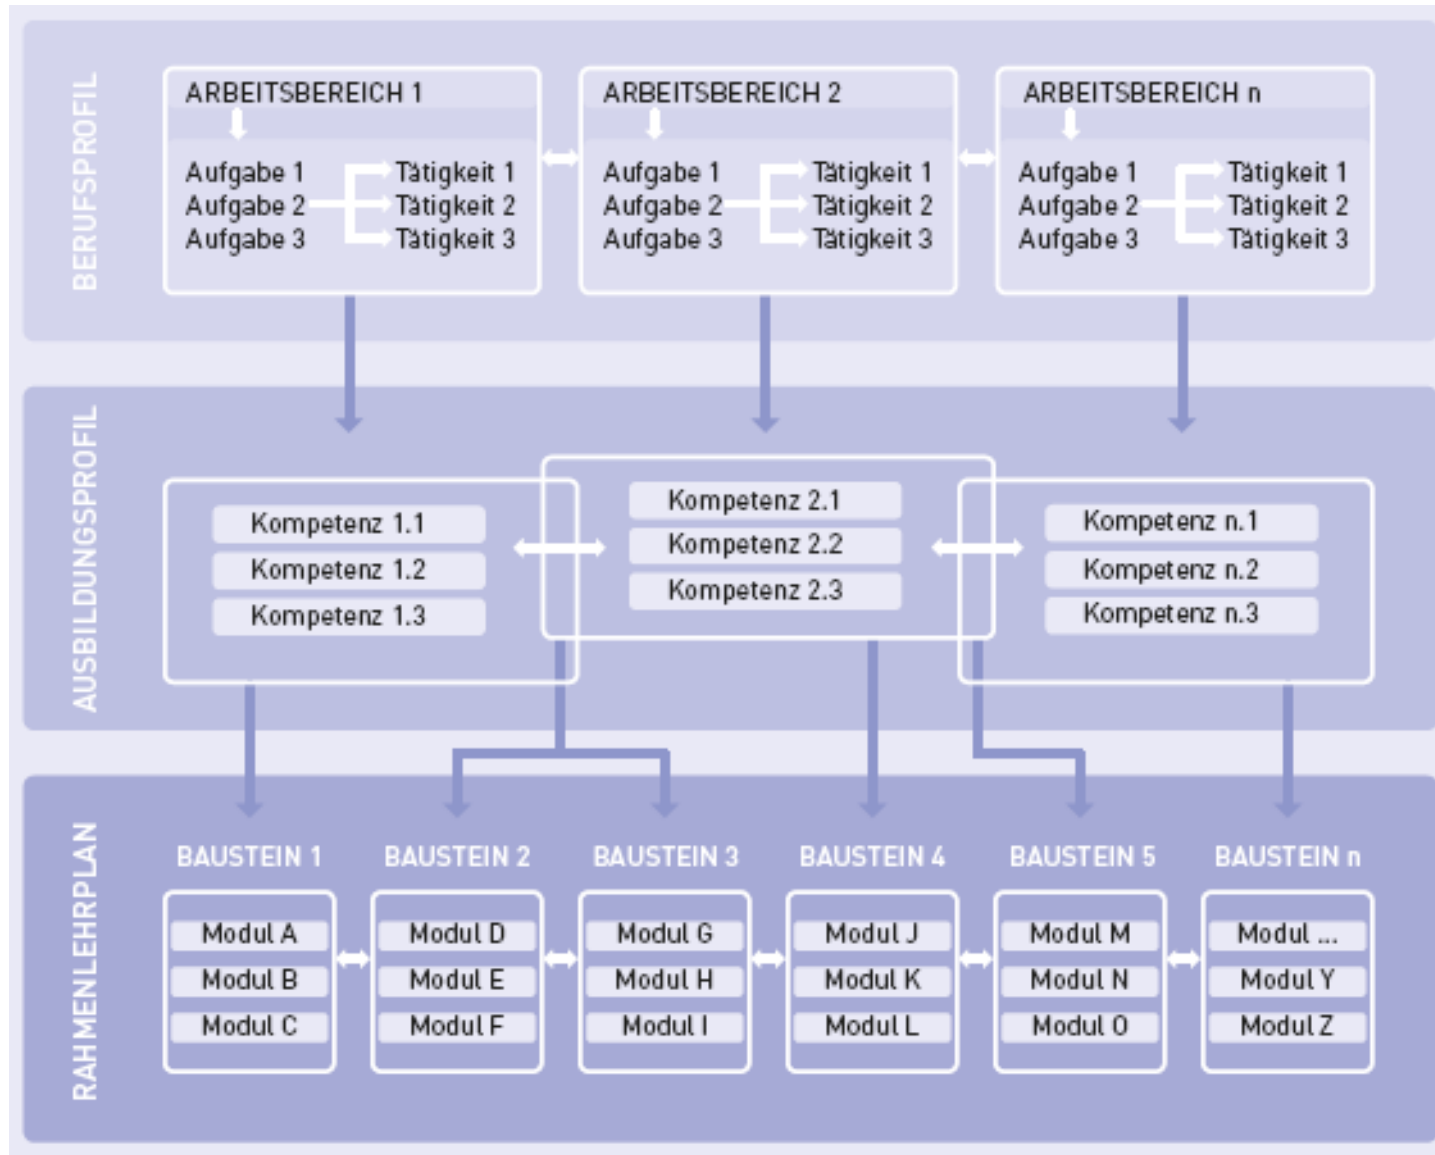 BERUFSPROFIL
ARBEITSBEREICH 1
Aufgabe 1 Tätigkeit 1
Aufgabe 2 Tätigkeit 2
Aufgabe 3 Tätigkeit 3
ARBEITSBEREICH 2
Aufgabe 1 Tätigkeit 1
Aufgabe 2 Tätigkeit 2
Aufgabe 3 Tätigkeit 3
ARBEITSBEREICH n
Aufgabe 1 Tätigkeit 1
Aufgabe 2 Tätigkeit 2
Aufgabe 3 Tätigkeit 3
AUSBILDUNGSPROFIL
Kompetenz 1.1
Kompetenz 1.2
Kompetenz 1.3
Kompetenz 2.1
Kompetenz 2.2
Kompetenz 2.3
Kompetenz n.1
Kompetenz n.2
Kompetenz n.3
RAHMENLEHRPLAN
BAUSTEIN 1
Modul A
Modul B
Modul C
BAUSTEIN 2
Modul D
Modul E
Modul F
BAUSTEIN 3
Modul G
Modul H
Modul I
BAUSTEIN 4
Modul J
Modul K
Modul L
BAUSTEIN 5
Modul M
Modul N
Modul O
BAUSTEIN n
Modul ...
Modul Y
Modul Z